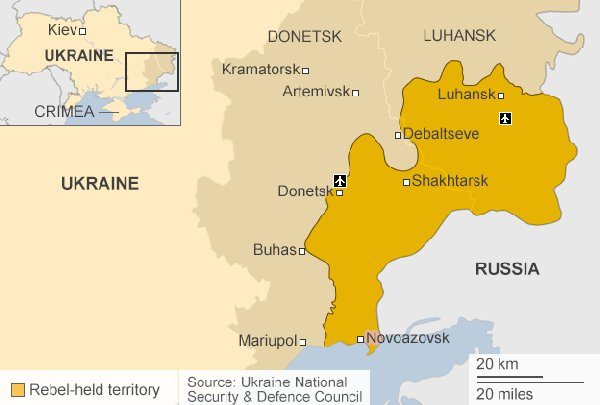 Kiev
UKRAINE
CRIMEA
DONETSK
LUHANSK
Kramatorsk
Artemivsk
Luhansk
Debaltseve
UKRAINE
Donetsk
Shakhtarsk
Buhas
RUSSIA
Mariupol
Novoazovsk
20 km
20 miles
Rebel-held territory
Source: Ukraine National
Security & Defence Council